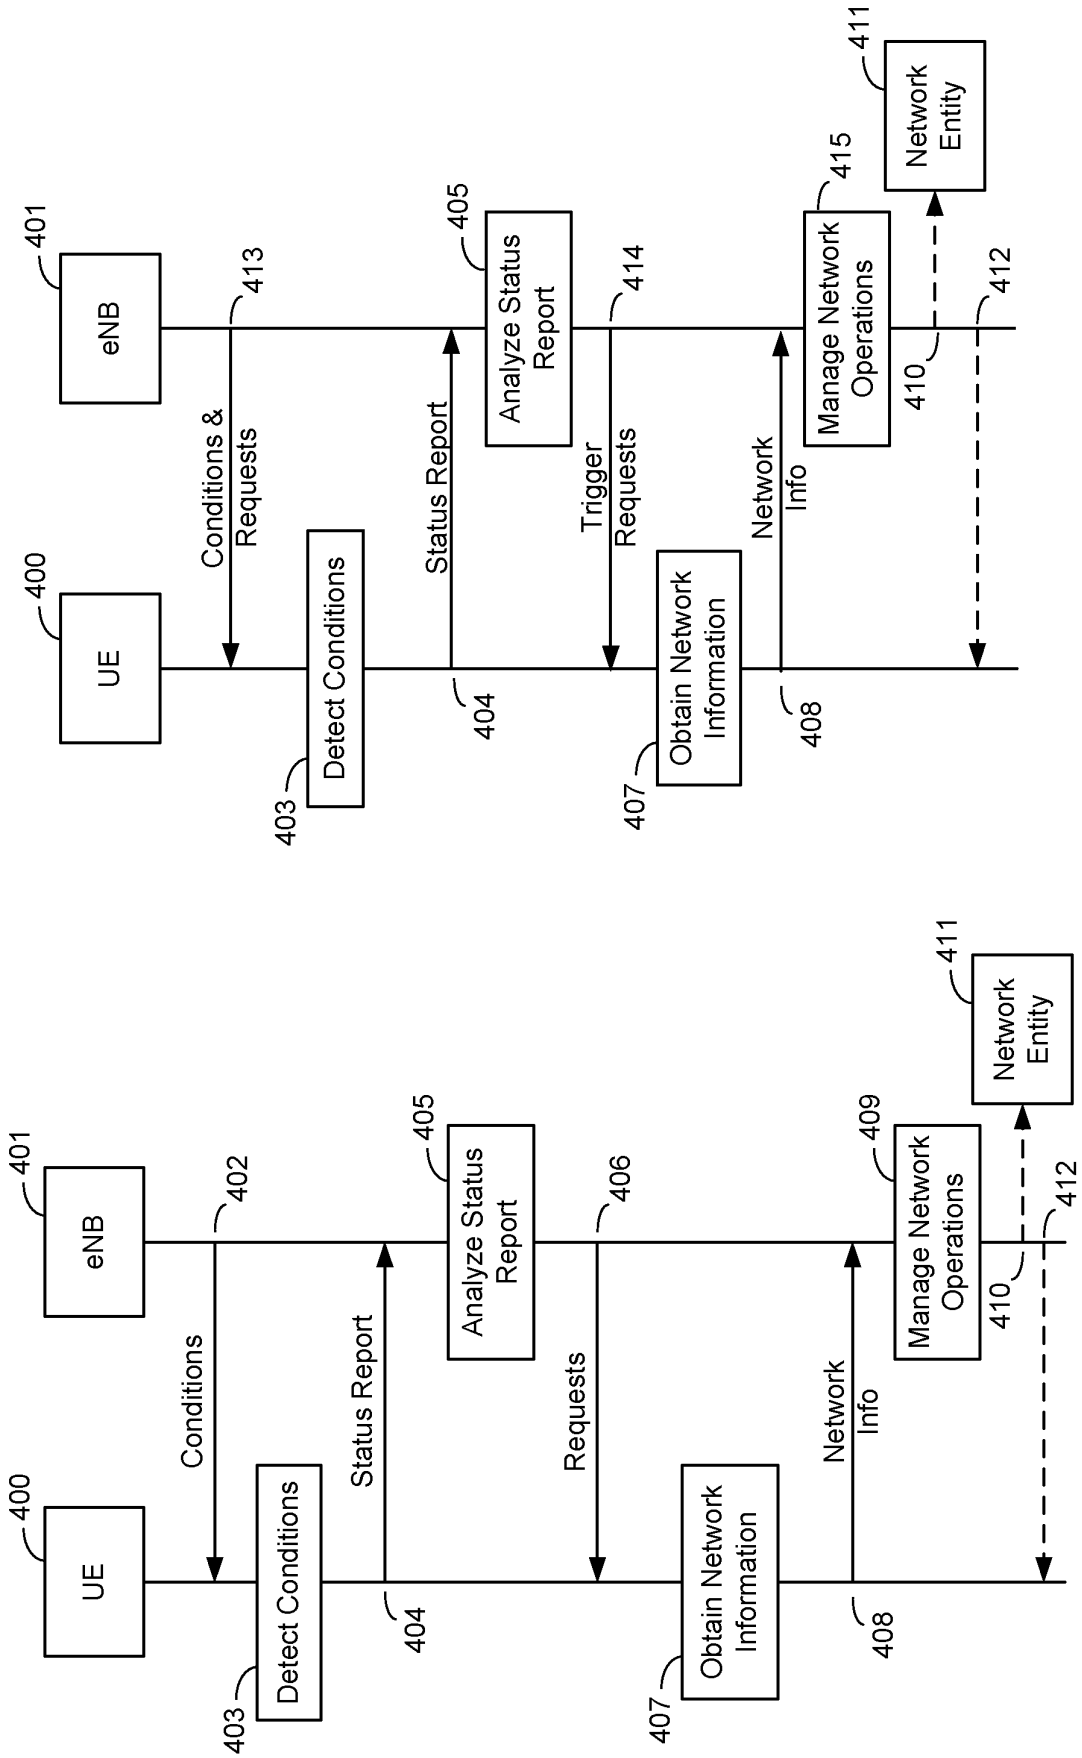 400
UE
401
eNB
Conditions
402
403
Detect Conditions
Status Report
404
405
Analyze Status
Report
Requests
406
407
Obtain Network
Information
Network
Info
408
409
Manage Network
Operations
410
411
Network
Entity
412
400
UE
401
eNB
Conditions &
Requests
413
403
Detect Conditions
Status Report
404
405
Analyze Status
Report
Trigger
Requests
414
407
Obtain Network
Information
Network
Info
408
415
Manage Network
Operations
410
411
Network
Entity
412